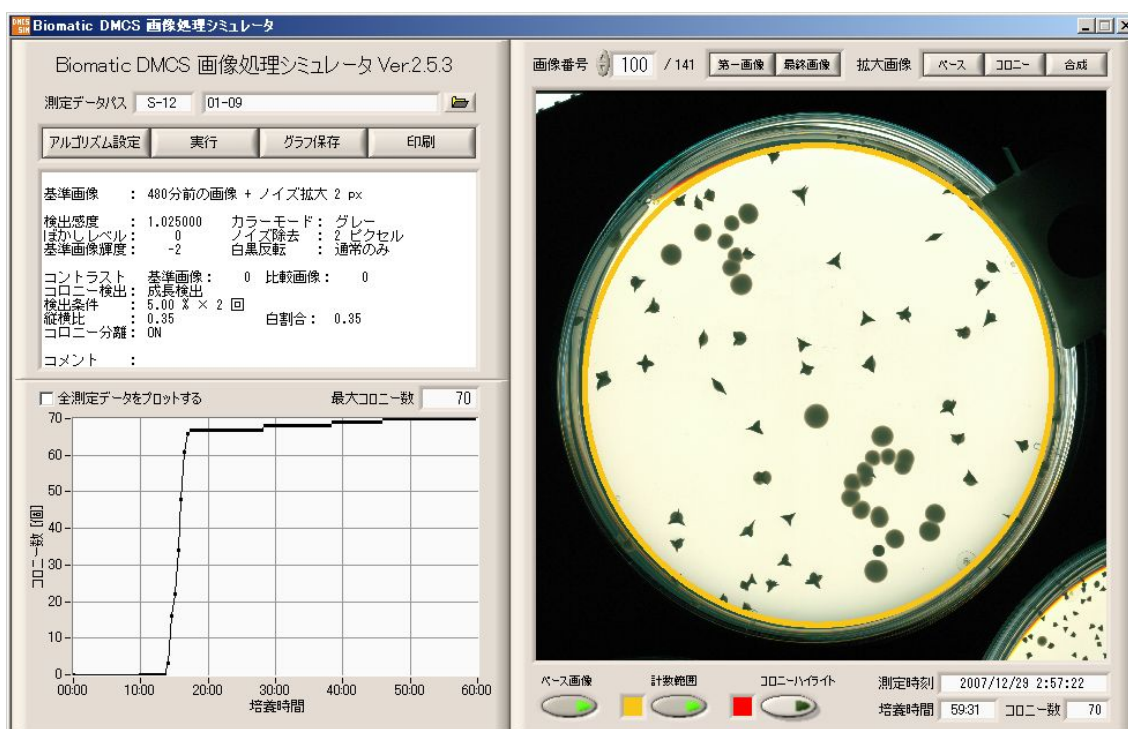 DMCS SIM Biomatic DMCS 画像処理シミュレータ
Biomatic DMCS 画像処理シミュレータ Ver.2.5.3
測定データパス S-12 01-09
アルゴリズム設定 実行 グラフ保存 印刷
基準画像 : 480分前の画像 + ノイズ拡大 2 px
検出感度 : 1.025000 カラーモード : グレー
ぼかしレベル : 0 ノイズ除去 : 2 ピクセル
基準画像輝度 : -2 白黒反転 : 通常のみ
コントラスト 基準画像 : 0 比較画像 : 0
コロニー検出 : 成長検出
検出条件 : 5.00 % × 2 回
縦横比 : 0.35 白割合 : 0.35
コロニー分離 : ON
コメント :
全測定データをプロットする 最大コロニー数 70
コロニー数 [個]
70
60
50
40
30
20
10
0
00:00 10:00 20:00 30:00 40:00 50:00 60:00
培養時間
画像番号 100 / 141 第一画像 最終画像 拡大画像 ベース コロニー 合成
ベース画像 計数範囲 コロニーハイライト
測定時刻 2007/12/29 2:57:22
培養時間 59:31 コロニー数 70